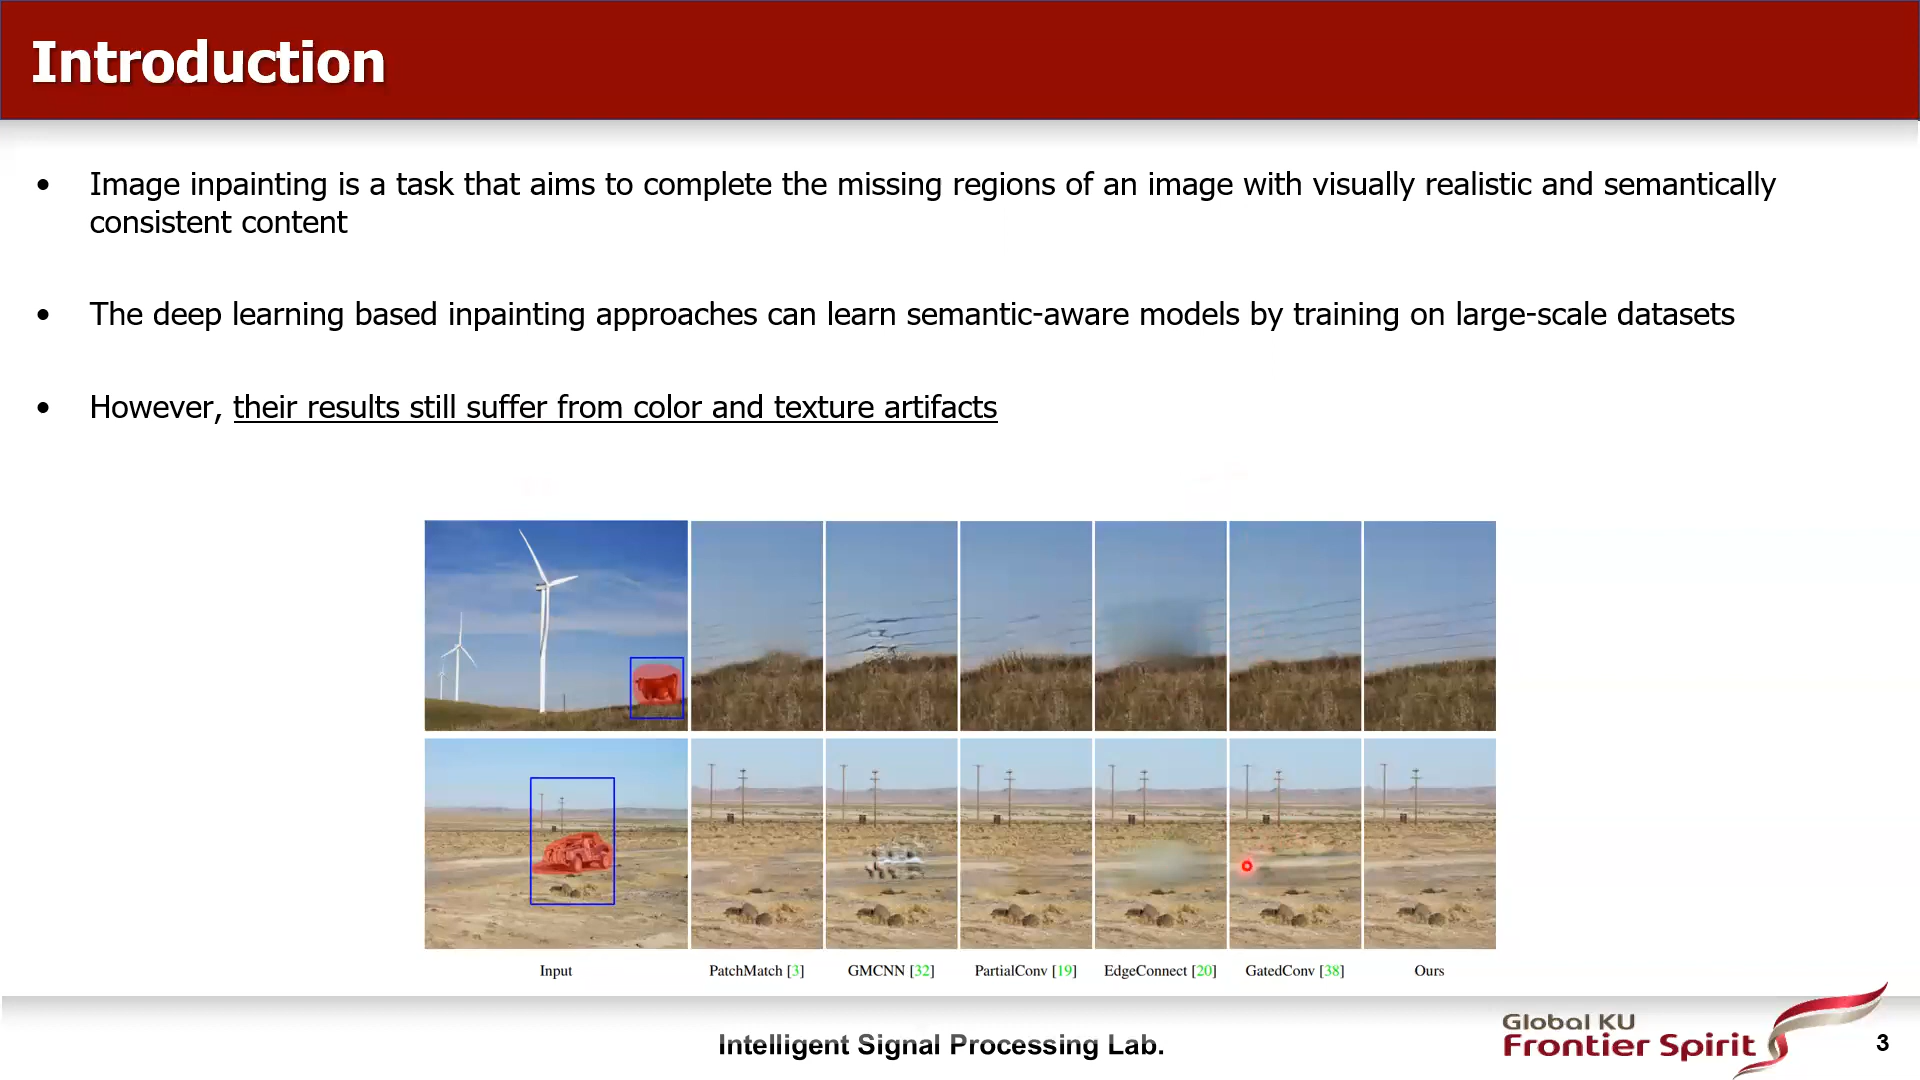 Introduction
• Image inpainting is a task that aims to complete the missing regions of an image with visually realistic and semantically
consistent content
• The deep learning based inpainting approaches can learn semantic-aware models by training on large-scale datasets
• However, their results still suffer from color and texture artifacts
Input PatchMatch [3] GMCNN [32] PartialConv [19] EdgeConnect [20] GatedConv [38] Ours
Intelligent Signal Processing Lab.
Global KU
Frontier Spirit
3